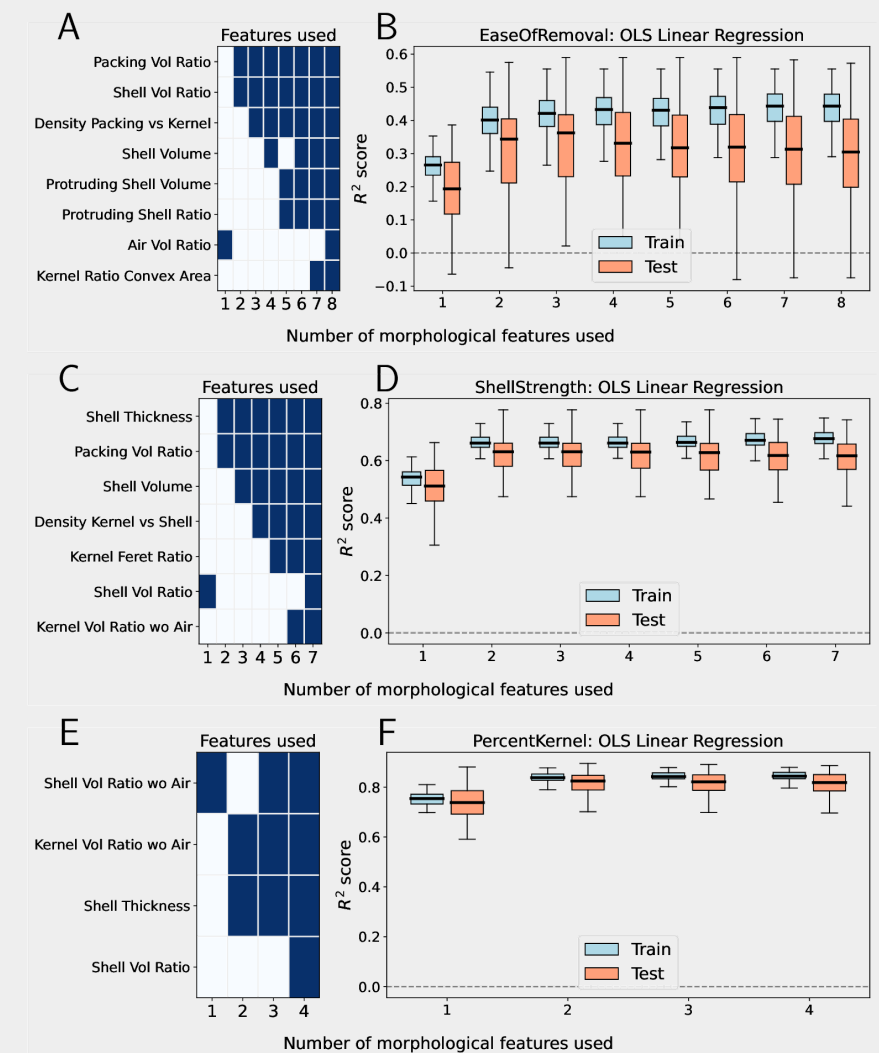 A
Features used
Packing Vol Ratio
Shell Vol Ratio
Density Packing vs Kernel
Shell Volume
Protruding Shell Volume
Protruding Shell Ratio
Air Vol Ratio
Kernel Ratio Convex Area
1 2 3 4 5 6 7 8
B
EaseOfRemoval: OLS Linear Regression
R² score
0.6
0.5
0.4
0.3
0.2
0.1
0.0
−0.1
Train
Test
1 2 3 4 5 6 7 8
Number of morphological features used
C
Features used
Shell Thickness
Packing Vol Ratio
Shell Volume
Density Kernel vs Shell
Kernel Feret Ratio
Shell Vol Ratio
Kernel Vol Ratio wo Air
1 2 3 4 5 6 7
D
ShellStrength: OLS Linear Regression
R² score
0.8
0.6
0.4
0.2
0.0
Train
Test
1 2 3 4 5 6 7
Number of morphological features used
E
Features used
Shell Vol Ratio wo Air
Kernel Vol Ratio wo Air
Shell Thickness
Shell Vol Ratio
1 2 3 4
F
PercentKernel: OLS Linear Regression
R² score
0.8
0.6
0.4
0.2
0.0
Train
Test
1 2 3 4
Number of morphological features used